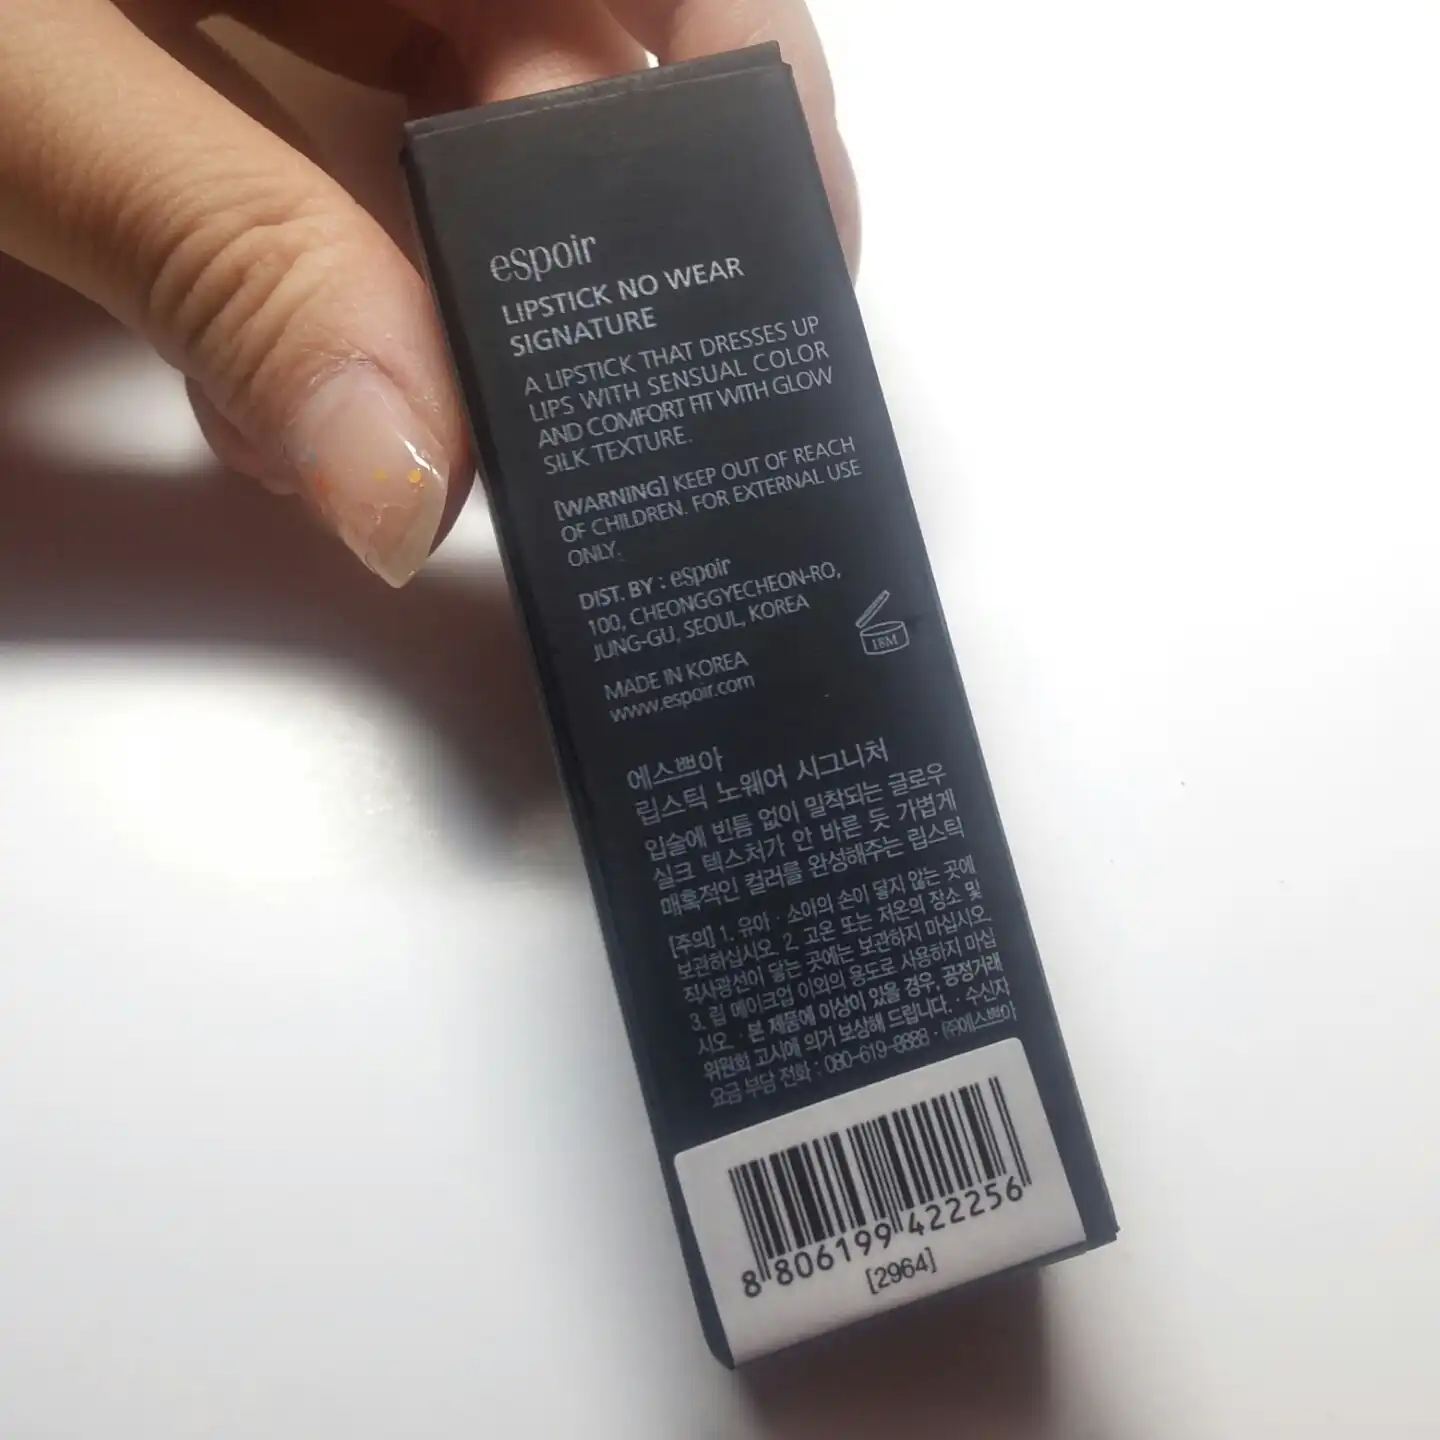 eSpoir
LIPSTICK NO WEAR
SIGNATURE
A LIPSTICK THAT DRESSES UP
LIPS WITH SENSUAL COLOR
AND COMFORT FIT WITH GLOW
SILK TEXTURE.
[WARNING] KEEP OUT OF REACH
OF CHILDREN. FOR EXTERNAL USE
ONLY.
DIST. BY : eSpoir
100, CHEONGGYECHEON-RO,
JUNG-GU, SEOUL, KOREA
18M
MADE IN KOREA
www.espoir.com
에스쁘아
립스틱 노웨어 시그니처
입술에 빈틈 없이 밀착되는 글로우
실크 텍스처가 안 바른 듯 가볍게
매혹적인 컬러를 완성해주는 립스틱
[주의] 1. 유아 · 소아의 손이 닿지 않는 곳에
보관하십시오 2. 고온 또는 저온의 장소 및
직사광선이 닿는 곳에는 보관하지 마십시오.
3. 립 메이크업 이외의 용도로 사용하지 마십
시오. · 본 제품에 이상이 있을 경우, 공정거래
위원회 고시에 의거 보상해 드립니다. · 수신자
요금 부담 전화 : 080-619-8888 · ㈜에스쁘아
8 806199 422256
[2964]